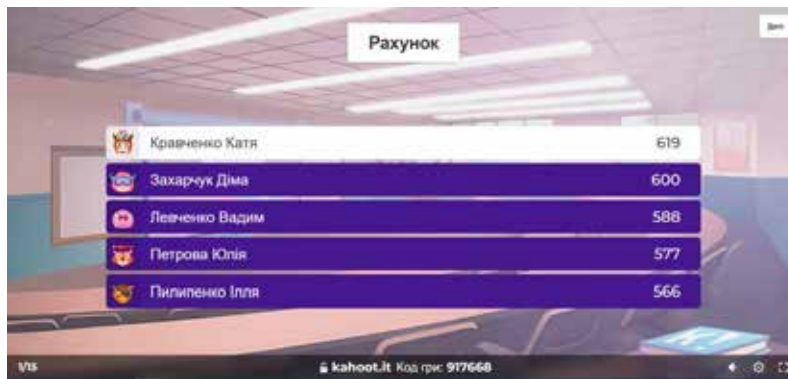 Рахунок
Далі
Кравченко Катя 619
Захарчук Діма 600
Левченко Вадим 588
Петрова Юлія 577
Пилипенко Ілля 566
1/15
kahoot.it Код гри: 917668